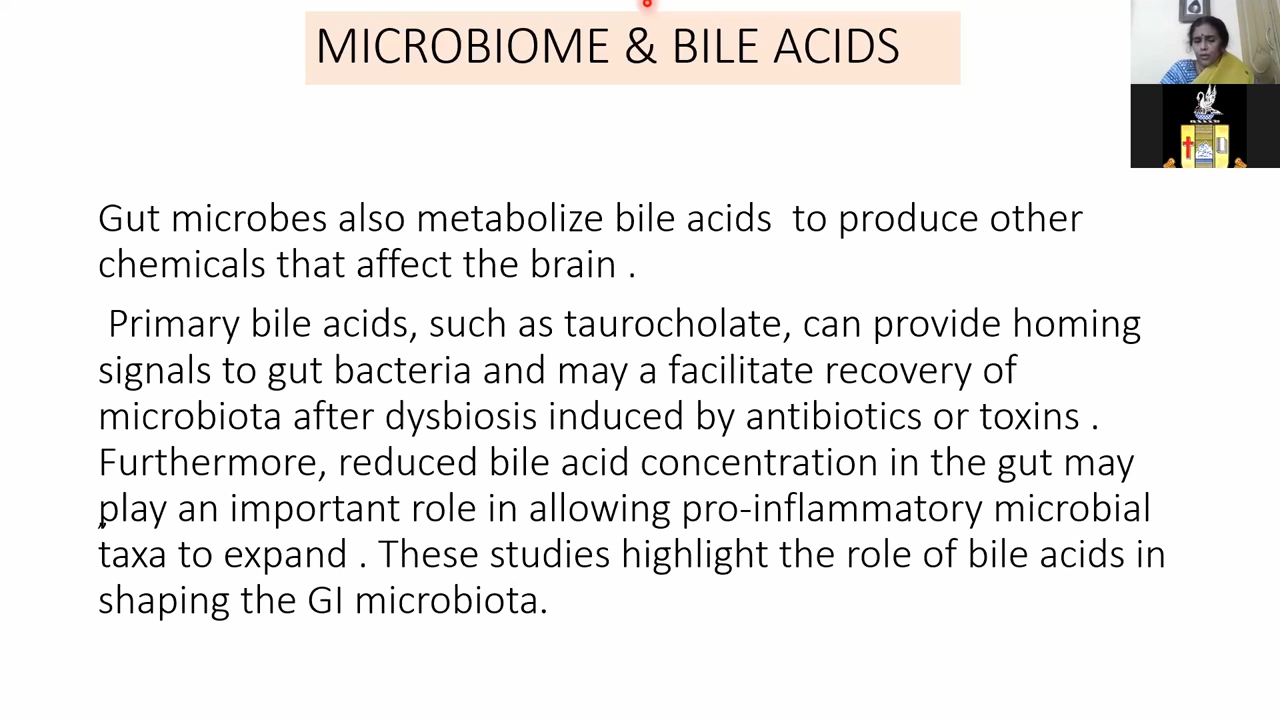 MICROBIOME & BILE ACIDS
Gut microbes also metabolize bile acids to produce other
chemicals that affect the brain .
Primary bile acids, such as taurocholate, can provide homing
signals to gut bacteria and may a facilitate recovery of
microbiota after dysbiosis induced by antibiotics or toxins .
Furthermore, reduced bile acid concentration in the gut may
play an important role in allowing pro-inflammatory microbial
taxa to expand . These studies highlight the role of bile acids in
shaping the GI microbiota.